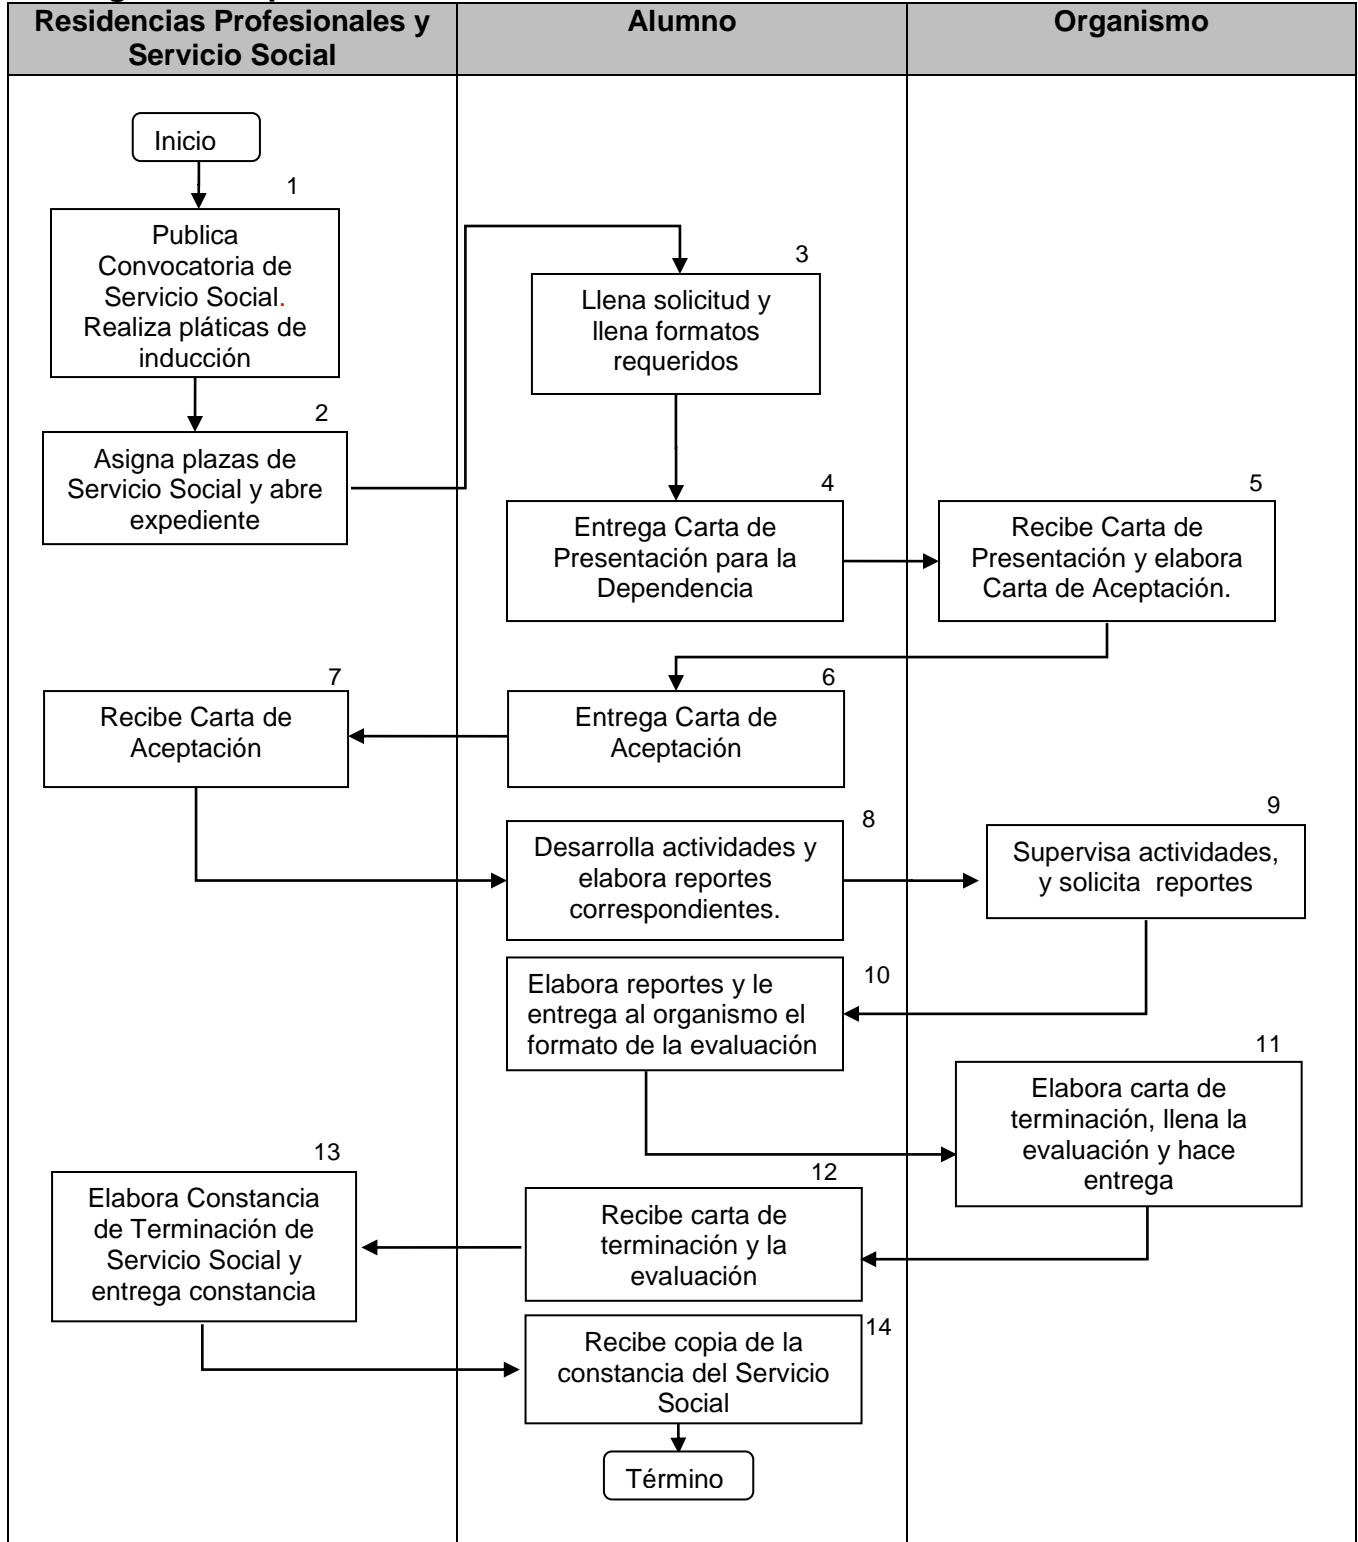 Residencias Profesionales y
Servicio Social
Alumno
Organismo
Inicio
1
Publica
Convocatoria de
Servicio Social.
Realiza pláticas de
inducción
2
Asigna plazas de
Servicio Social y abre
expediente
3
Llena solicitud y
llena formatos
requeridos
4
Entrega Carta de
Presentación para la
Dependencia
5
Recibe Carta de
Presentación y elabora
Carta de Aceptación.
6
Entrega Carta de
Aceptación
7
Recibe Carta de
Aceptación
8
Desarrolla actividades y
elabora reportes
correspondientes.
9
Supervisa actividades,
y solicita  reportes
10
Elabora reportes y le
entrega al organismo el
formato de la evaluación
11
Elabora carta de
terminación, llena la
evaluación y hace
entrega
12
Recibe carta de
terminación y la
evaluación
13
Elabora Constancia
de Terminación de
Servicio Social y
entrega constancia
14
Recibe copia de la
constancia del Servicio
Social
Término